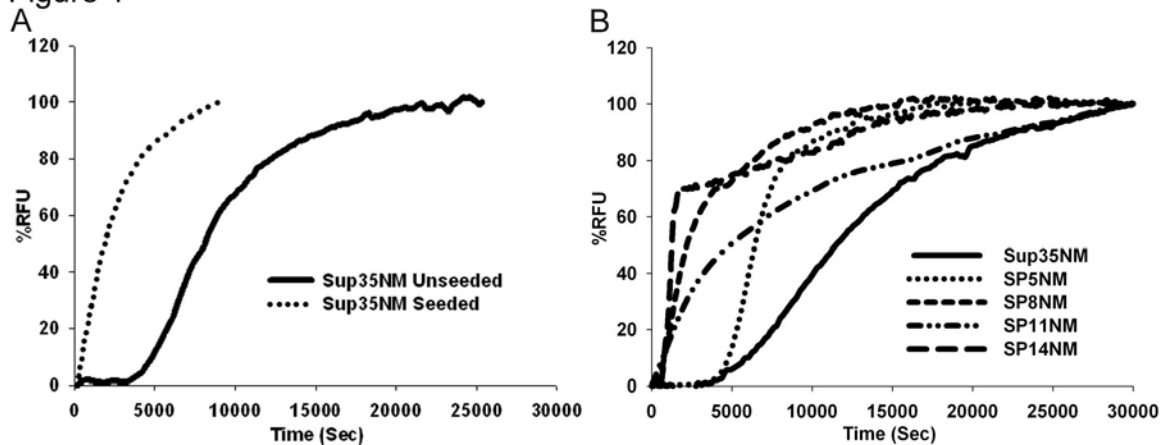 A
B
120
100
80
60
40
20
0
%RFU
Sup35NM Unseeded
Sup35NM Seeded
0 5000 10000 15000 20000 25000 30000
Time (Sec)
120
100
80
60
40
20
0
%RFU
Sup35NM
SP5NM
SP8NM
SP11NM
SP14NM
0 5000 10000 15000 20000 25000 30000
Time (Sec)